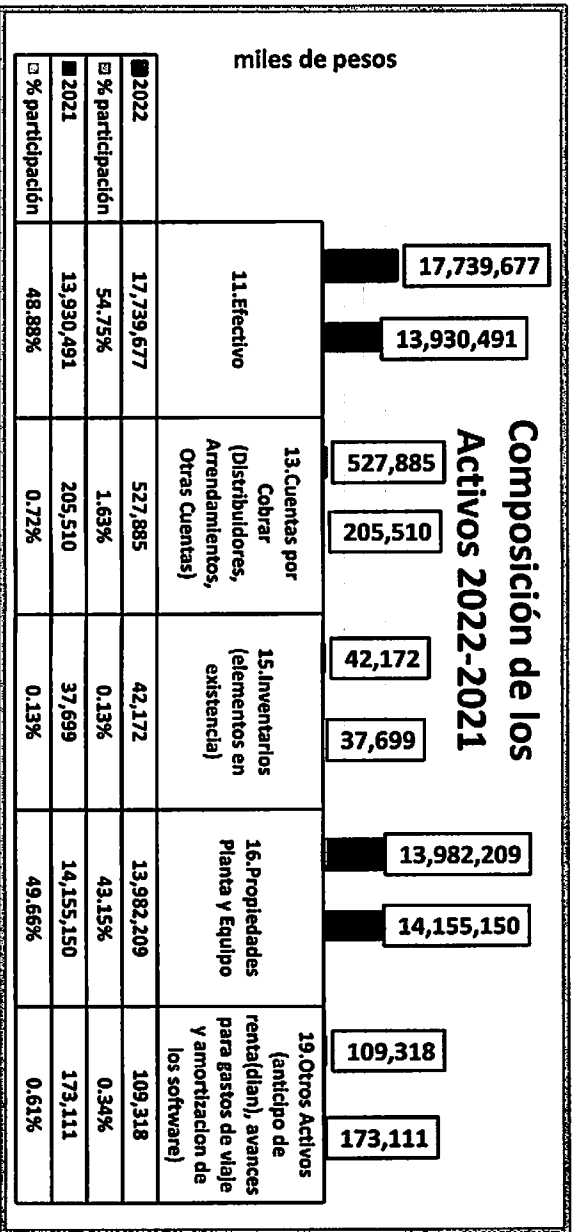 Composición de los
Activos 2022-2021
miles de pesos
17,739,677
13,930,491
527,885
205,510
42,172
37,699
13,982,209
14,155,150
109,318
173,111
11.Efectivo
13.Cuentas por
Cobrar
(Distribuidores,
Arrendamientos,
Otras Cuentas)
15.Inventarios
(elementos en
existencia)
16.Propiedades
Planta y Equipo
19.Otros Activos
(anticipo de
renta(dian), avances
para gastos de viaje
y amortizacion de
los software)
2022 17,739,677 527,885 42,172 13,982,209 109,318
% participación 54.75% 1.63% 0.13% 43.15% 0.34%
2021 13,930,491 205,510 37,699 14,155,150 173,111
% participación 48.88% 0.72% 0.13% 49.66% 0.61%